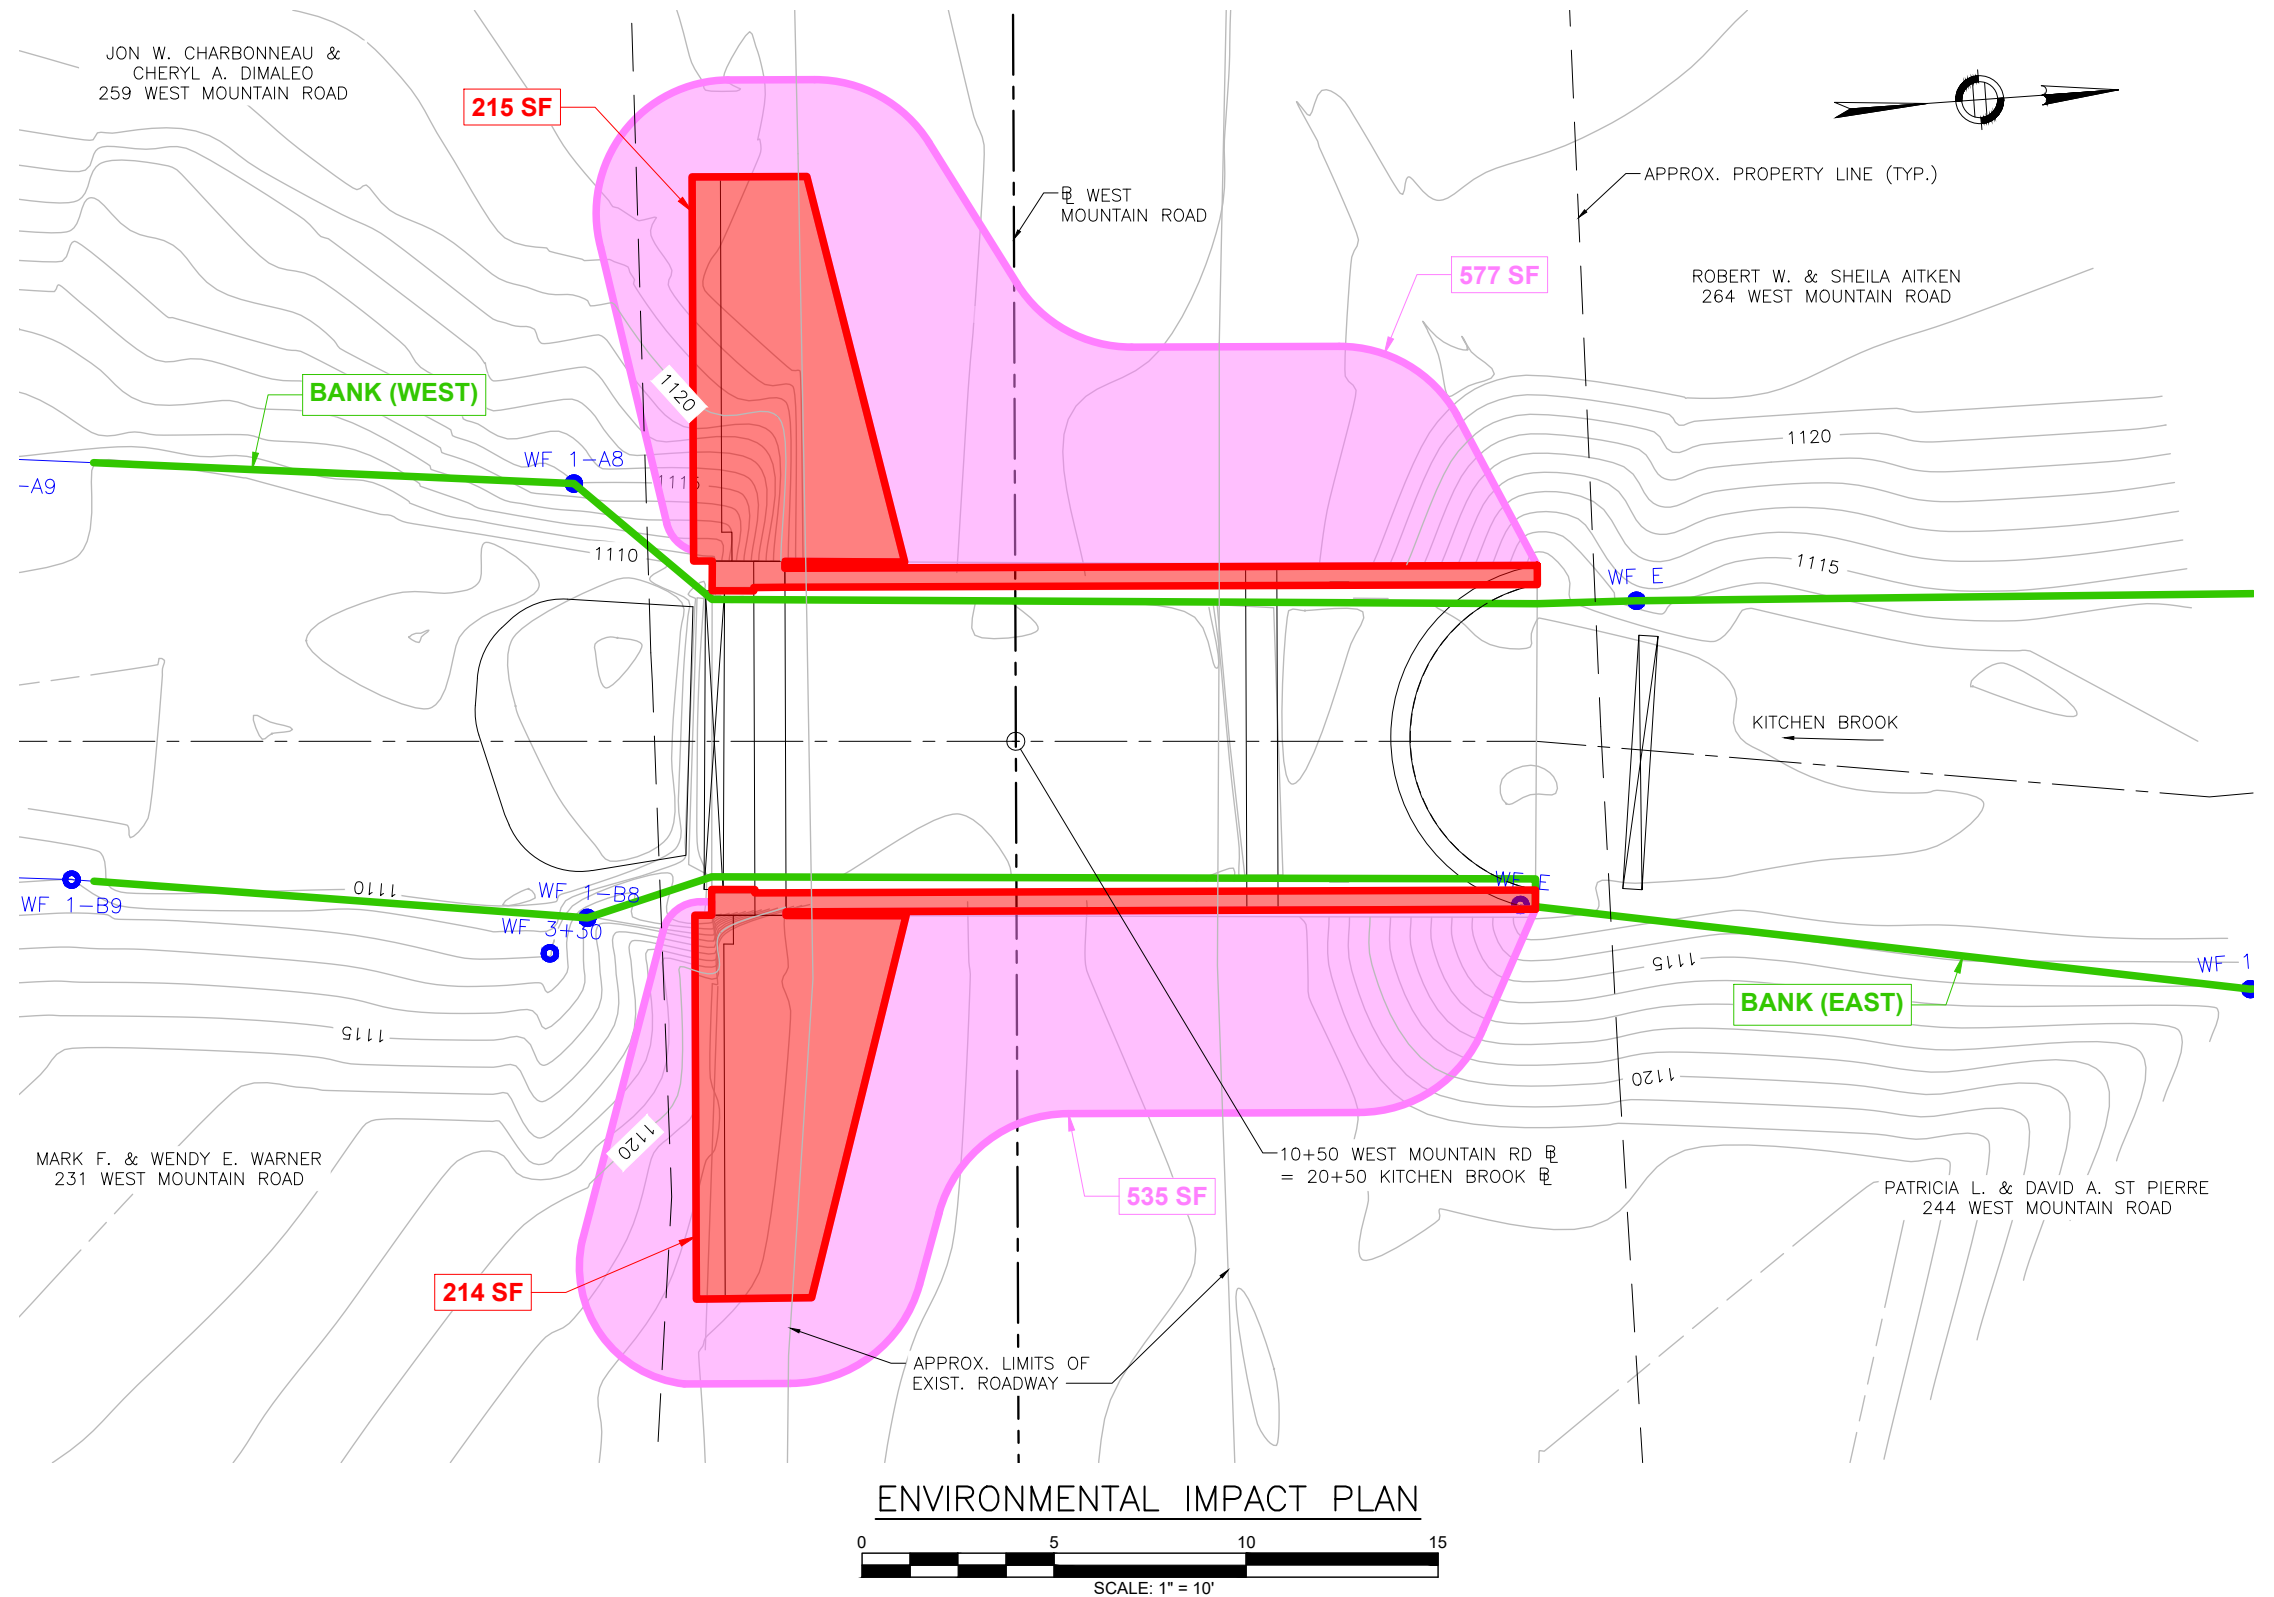 JON W. CHARBONNEAU &
CHERYL A. DIMALEO
259 WEST MOUNTAIN ROAD
215 SF
APPROX. PROPERTY LINE (TYP.)
℄ WEST
MOUNTAIN ROAD
577 SF
ROBERT W. & SHEILA AITKEN
264 WEST MOUNTAIN ROAD
BANK (WEST)
1120
1120
WF 1-A8
-A9
1115
1110
1115
WF E
KITCHEN BROOK
1110
WF 1-B8
WF 1-B9
WF 3+30
WF E
1115
WF 1
BANK (EAST)
1115
1120
1120
MARK F. & WENDY E. WARNER
231 WEST MOUNTAIN ROAD
10+50 WEST MOUNTAIN RD ℄
= 20+50 KITCHEN BROOK ℄
535 SF
PATRICIA L. & DAVID A. ST PIERRE
244 WEST MOUNTAIN ROAD
214 SF
APPROX. LIMITS OF
EXIST. ROADWAY
ENVIRONMENTAL IMPACT PLAN
0 5 10 15
SCALE: 1" = 10'